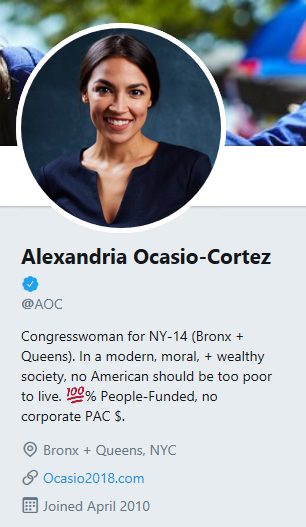 Alexandria Ocasio-Cortez
@AOC
Congresswoman for NY-14 (Bronx +
Queens). In a modern, moral, + wealthy
society, no American should be too poor
to live. 💯% People-Funded, no
corporate PAC $.
Bronx + Queens, NYC
Ocasio2018.com
Joined April 2010